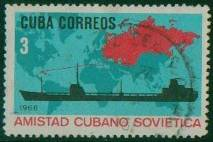 CUBA CORREOS
3
1966
AMISTAD CUBANO SOVIETICA